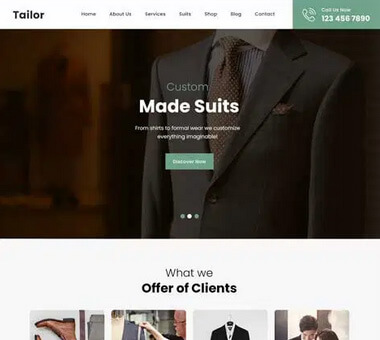 Tailor
Home
About Us
Services
Suits
Shop
Blog
Contact
Call Us Now
123 456 7890
Custom
Made Suits
From shirts to formal wear we customize
everything imaginable!
Discover Now
What we
Offer of Clients